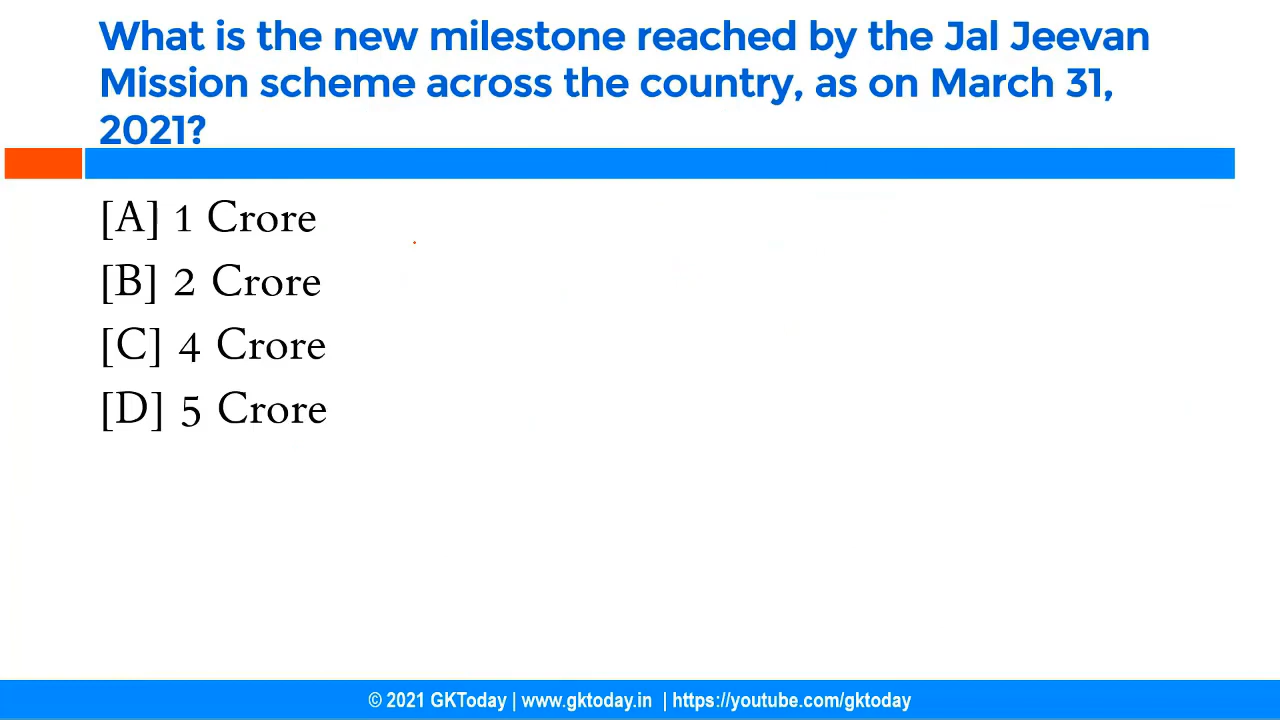 What is the new milestone reached by the Jal Jeevan
Mission scheme across the country, as on March 31,
2021?
[A] 1 Crore
[B] 2 Crore
[C] 4 Crore
[D] 5 Crore
© 2021 GKToday | www.gktoday.in | https://youtube.com/gktoday